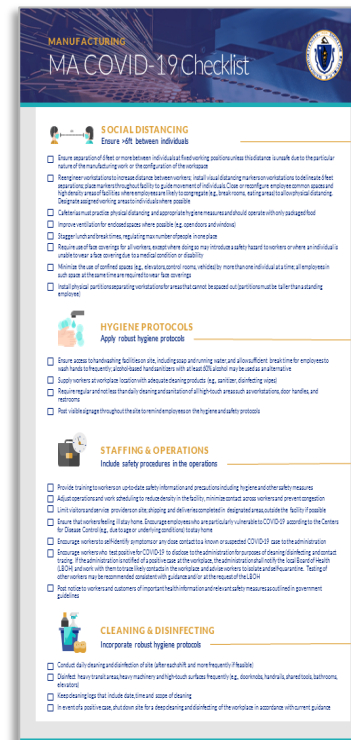 MANUFACTURING
MA COVID-19 Checklist
SOCIAL DISTANCING
Ensure >6ft between individuals
Ensure separation of 6 feet or more between individuals at fixed working positions unless this distance is unsafe due to the particular
nature of the manufacturing work or the configuration of the workspace
Reengineer workstations to increase distance between workers; install visual distancing markers on workstations to delineate 6 feet
separations; place markers throughout facility to guide movement of individuals. Close or reconfigure employee common spaces and
high density areas of facilities where employees are likely to congregate (e.g., break rooms, eating areas) to allow physical distancing.
Designate assigned working areas to individuals where possible
Cafeterias must practice physical distancing and appropriate hygiene measures and should operate with only packaged food
Improve ventilation for enclosed spaces where possible (e.g. open doors and windows)
Stagger lunch and break times, regulating max number of people in one place
Require use of face coverings for all workers, except where doing so may introduce a safety hazard to workers or where an individual is
unable to wear a face covering due to a medical condition or disability
Minimize the use of confined spaces (e.g., elevators, control rooms, vehicles) by more than one individual at a time; all employees in
such space at the same time are required to wear face coverings
Install physical partitions separating workstations for areas that cannot be spaced out (partitions must be taller than a standing
employee)
HYGIENE PROTOCOLS
Apply robust hygiene protocols
Ensure access to handwashing facilities on site, including soap and running water, and allow sufficient break time for employees to
wash hands frequently; alcohol-based hand sanitizers with at least 60% alcohol may be used as an alternative
Supply workers at workplace location with adequate cleaning products (e.g., sanitizer, disinfecting wipes)
Require regular and not less than daily cleaning and sanitation of all high-touch areas such as workstations, door handles, and
restrooms
Post visible signage throughout the site to remind employees on the hygiene and safety protocols
STAFFING & OPERATIONS
Include safety procedures in the operations
Provide training to workers on up-to-date safety information and precautions including hygiene and other safety measures
Adjust operations and work scheduling to reduce density in the facility, minimize contact across workers and prevent congestion
Limit visitors and service providers on site; shipping and deliveries completed in designated areas, outside the facility if possible
Ensure that workers feeling ill stay home. Encourage employees who are particularly vulnerable to COVID-19 according to the Centers
for Disease Control (e.g., due to age or underlying conditions) to stay home
Encourage workers to self-identify symptoms or any close contact to a known or suspected COVID-19 case to the administration
Encourage workers who test positive for COVID-19 to disclose to the administration for purposes of cleaning/disinfecting and contact
tracing. If the administration is notified of a positive case at the workplace, the administration shall notify the local Board of Health
(LBOH) and work with them to trace likely contacts in the workplace and advise workers to isolate and self-quarantine. Testing of
other workers may be recommended consistent with guidance and/or at the request of the LBOH
Post notice to workers and customers of important health information and relevant safety measures as outlined in government
guidelines
CLEANING & DISINFECTING
Incorporate robust hygiene protocols
Conduct daily cleaning and disinfection of site (after each shift and more frequently if feasible)
Disinfect heavy transit areas, heavy machinery and high-touch surfaces frequently (e.g., doorknobs, handrails, shared tools, bathrooms,
elevators)
Keep cleaning logs that include date, time and scope of cleaning
In event of a positive case, shut down site for a deep cleaning and disinfecting of the workplace in accordance with current guidance